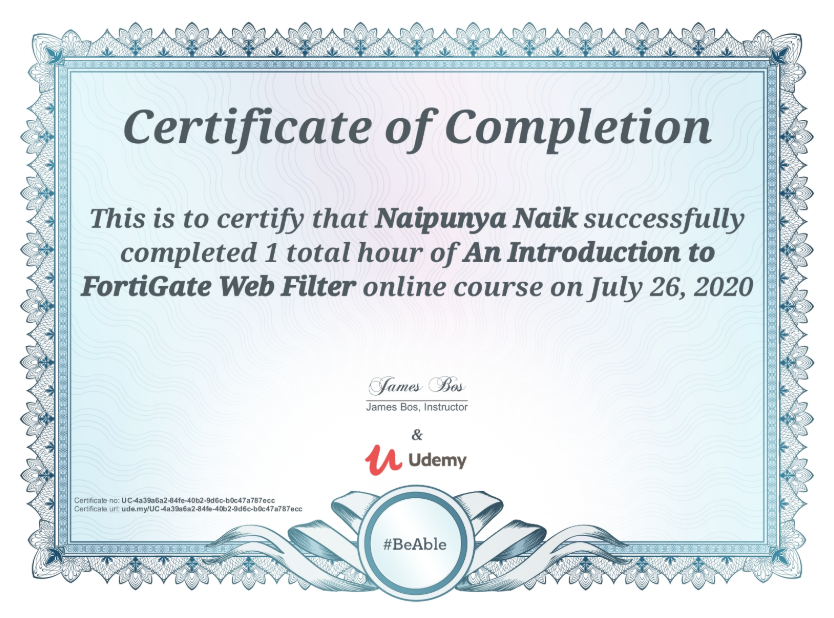 Certificate of Completion
This is to certify that Naipunya Naik successfully
completed 1 total hour of An Introduction to
FortiGate Web Filter online course on July 26, 2020
James Bos
James Bos, Instructor
&
Udemy
Certificate no: UC-4a39a6a2-84fe-40b2-9d6c-b0c47a787ecc
Certificate url: ude.my/UC-4a39a6a2-84fe-40b2-9d6c-b0c47a787ecc
#BeAble